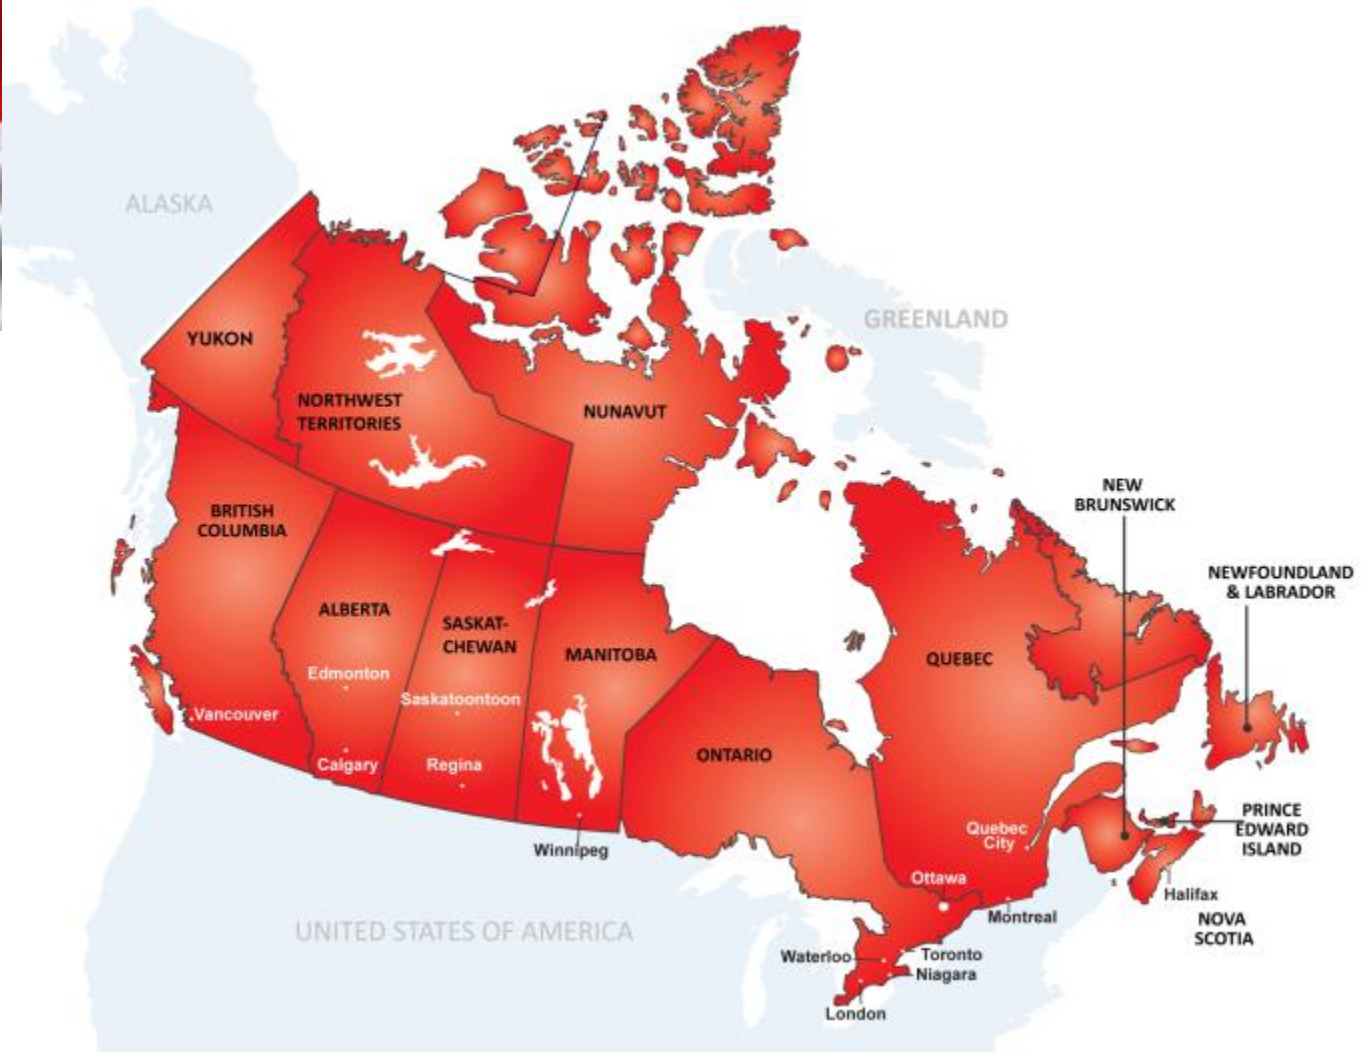 ALASKA
GREENLAND
YUKON
NORTHWEST
TERRITORIES
NUNAVUT
NEW
BRUNSWICK
BRITISH
COLUMBIA
NEWFOUNDLAND
& LABRADOR
ALBERTA
SASKAT-
CHEWAN
MANITOBA
QUEBEC
Edmonton
Saskatoontoon
Vancouver
ONTARIO
Calgary
Regina
PRINCE
EDWARD
ISLAND
Quebec
City
Winnipeg
Ottawa
Halifax
Montreal
NOVA
SCOTIA
UNITED STATES OF AMERICA
Waterloo
Toronto
Niagara
London